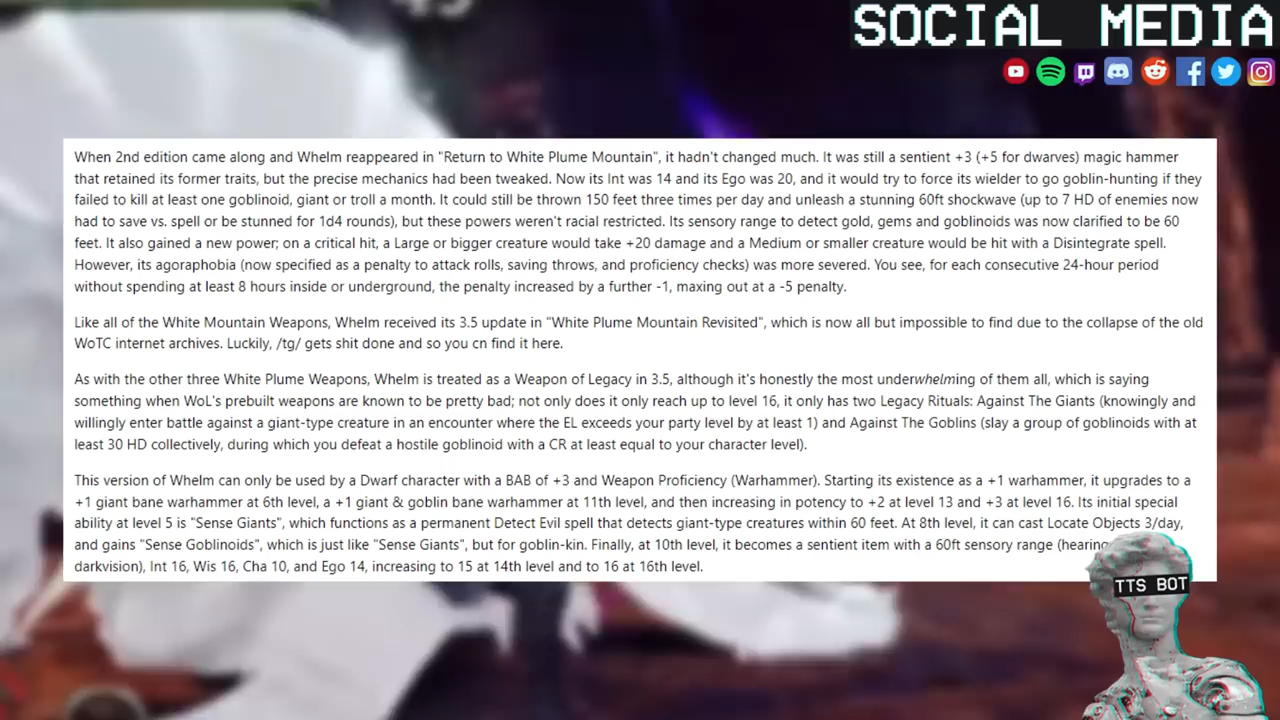 SOCIAL MEDIA
When 2nd edition came along and Whelm reappeared in "Return to White Plume Mountain", it hadn't changed much. It was still a sentient +3 (+5 for dwarves) magic hammer
that retained its former traits, but the precise mechanics had been tweaked. Now its Int was 14 and its Ego was 20, and it would try to force its wielder to go goblin-hunting if they
failed to kill at least one goblinoid, giant or troll a month. It could still be thrown 150 feet three times per day and unleash a stunning 60ft shockwave (up to 7 HD of enemies now
had to save vs. spell or be stunned for 1d4 rounds), but these powers weren't racial restricted. Its sensory range to detect gold, gems and goblinoids was now clarified to be 60
feet. It also gained a new power; on a critical hit, a Large or bigger creature would take +20 damage and a Medium or smaller creature would be hit with a Disintegrate spell.
However, its agoraphobia (now specified as a penalty to attack rolls, saving throws, and proficiency checks) was more severed. You see, for each consecutive 24-hour period
without spending at least 8 hours inside or underground, the penalty increased by a further -1, maxing out at a -5 penalty.
Like all of the White Mountain Weapons, Whelm received its 3.5 update in "White Plume Mountain Revisited", which is now all but impossible to find due to the collapse of the old
WoTC internet archives. Luckily, /tg/ gets shit done and so you cn find it here.
As with the other three White Plume Weapons, Whelm is treated as a Weapon of Legacy in 3.5, although it's honestly the most underwhelming of them all, which is saying
something when WoL's prebuilt weapons are known to be pretty bad; not only does it only reach up to level 16, it only has two Legacy Rituals: Against The Giants (knowingly and
willingly enter battle against a giant-type creature in an encounter where the EL exceeds your party level by at least 1) and Against The Goblins (slay a group of goblinoids with at
least 30 HD collectively, during which you defeat a hostile goblinoid with a CR at least equal to your character level).
This version of Whelm can only be used by a Dwarf character with a BAB of +3 and Weapon Proficiency (Warhammer). Starting its existence as a +1 warhammer, it upgrades to a
+1 giant bane warhammer at 6th level, a +1 giant & goblin bane warhammer at 11th level, and then increasing in potency to +2 at level 13 and +3 at level 16. Its initial special
ability at level 5 is "Sense Giants", which functions as a permanent Detect Evil spell that detects giant-type creatures within 60 feet. At 8th level, it can cast Locate Objects 3/day,
and gains "Sense Goblinoids", which is just like "Sense Giants", but for goblin-kin. Finally, at 10th level, it becomes a sentient item with a 60ft sensory range (hearing
darkvision), Int 16, Wis 16, Cha 10, and Ego 14, increasing to 15 at 14th level and to 16 at 16th level.
TTS BOT